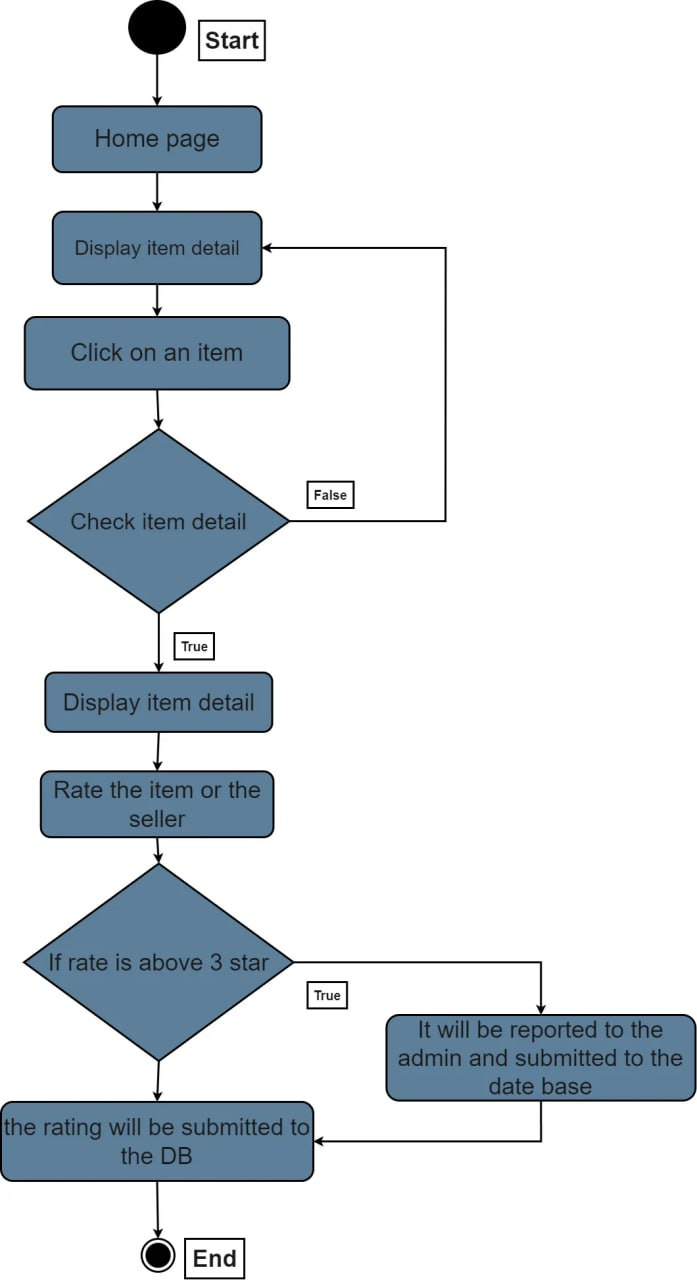 Start
Home page
Display item detail
Click on an item
False
Check item detail
True
Display item detail
Rate the item or the
seller
If rate is above 3 star
True
It will be reported to the
admin and submitted to the
date base
the rating will be submitted to
the DB
End